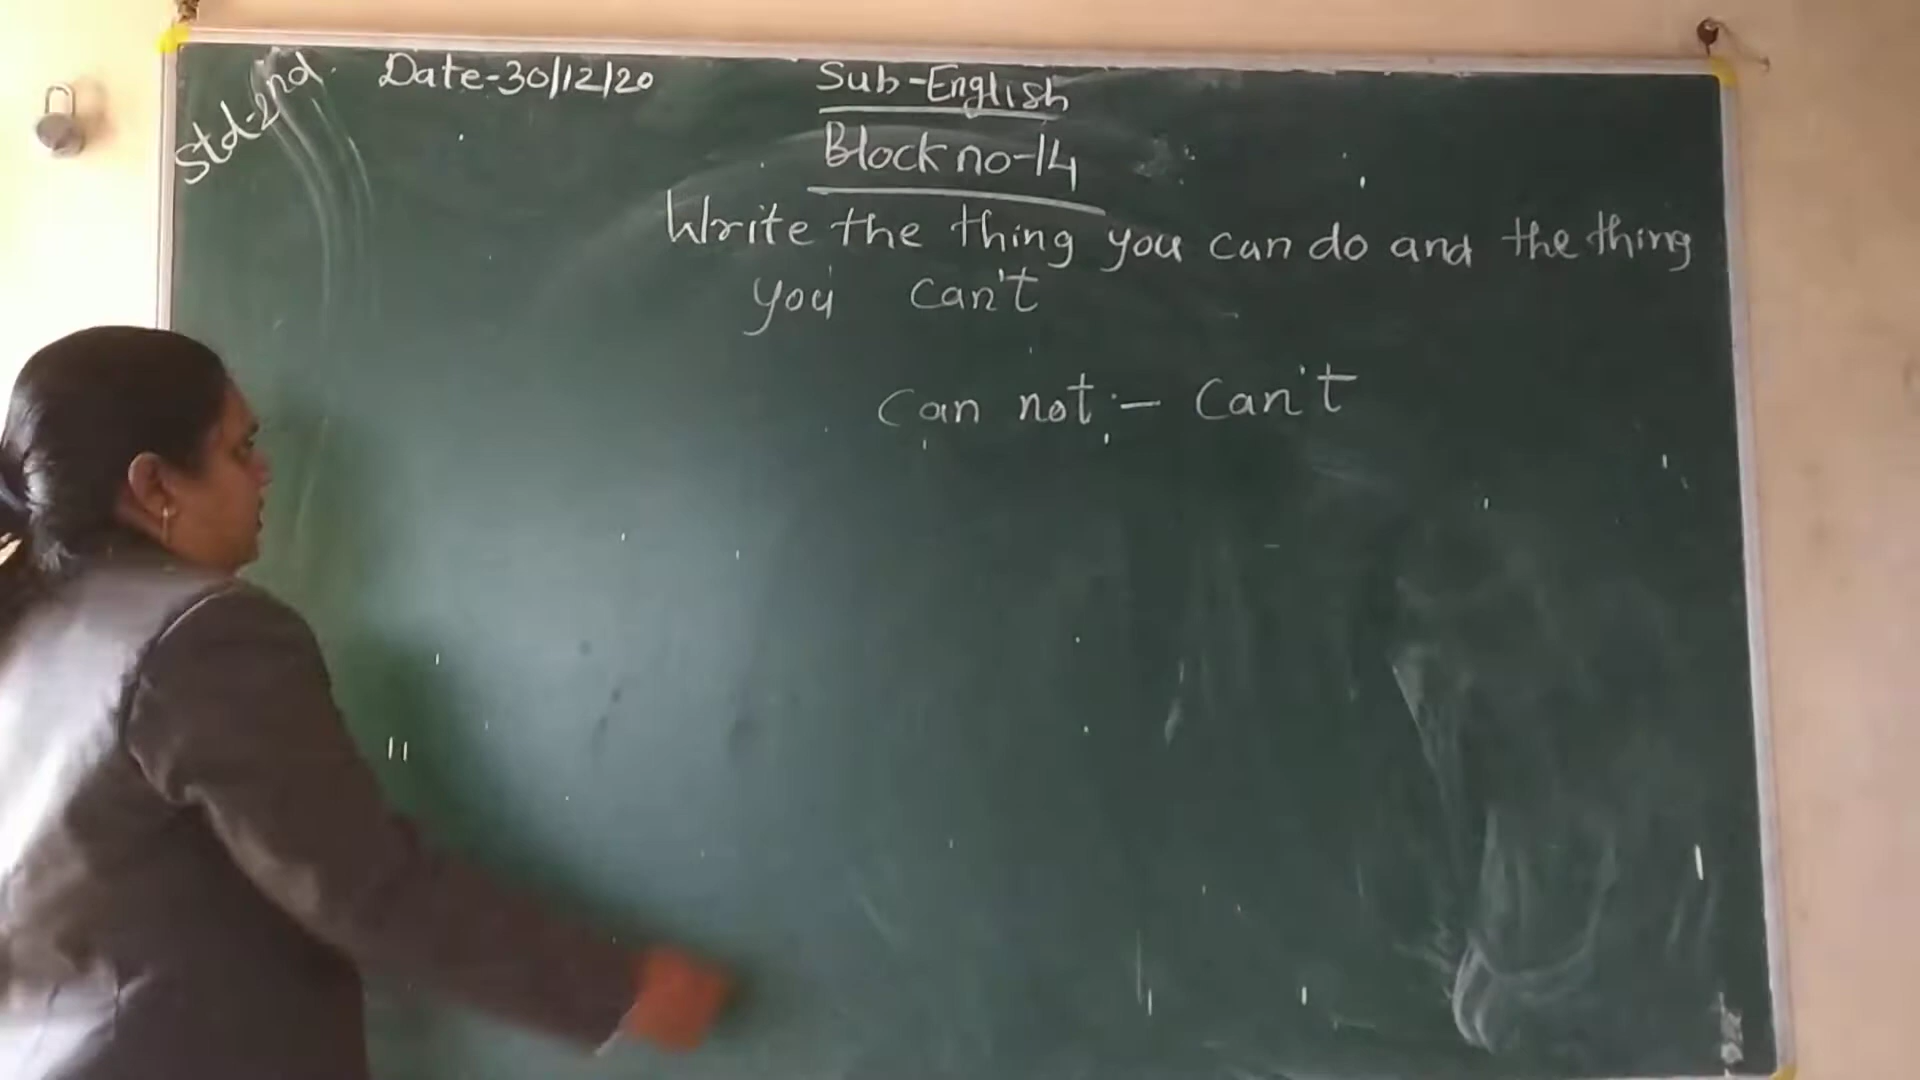 Std-2nd.
Date-30/12/20
Sub-English
Block no-14
Write the thing you can do and the thing
you can't
Can not :- Can't